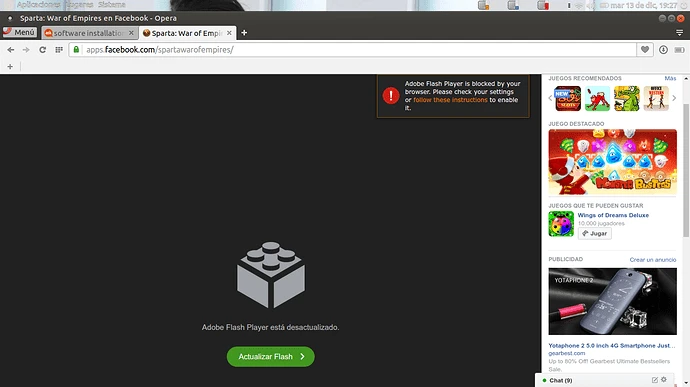 Aplicaciones Lugares Sistema
mar 13 de dic, 19:27
Sparta: War of Empires en Facebook - Opera
Menú
software installation
Sparta: War of Empi
apps.facebook.com/spartawarofempires/
Adobe Flash Player is blocked by your
browser. Please check your settings
or follow these instructions to enable
it.
Adobe Flash Player está desactualizado.
Actualizar Flash
JUEGOS RECOMENDADOS
Más
NEW
JUEGO DESTACADO
JUEGOS QUE TE PUEDEN GUSTAR
Wings of Dreams Deluxe
10.000 jugadores
Jugar
PUBLICIDAD
Crear un anuncio
YOTAPHONE 2
Yotaphone 2 5.0 inch 4G Smartphone Just...
gearbest.com
Up to 80% Off! Gearbest Ultimate Bestsellers
Sale.
Chat (9)